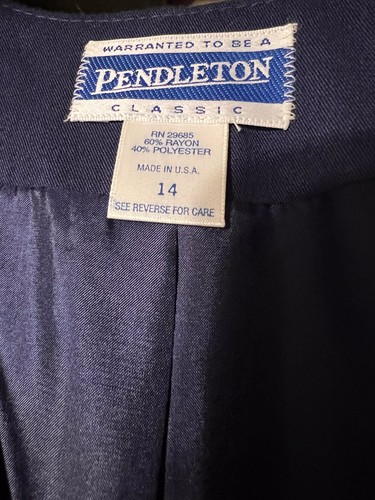 WARRANTED TO BE A
PENDLETON
CLASSIC
RN 29685
60% RAYON
40% POLYESTER
MADE IN U.S.A.
14
SEE REVERSE FOR CARE